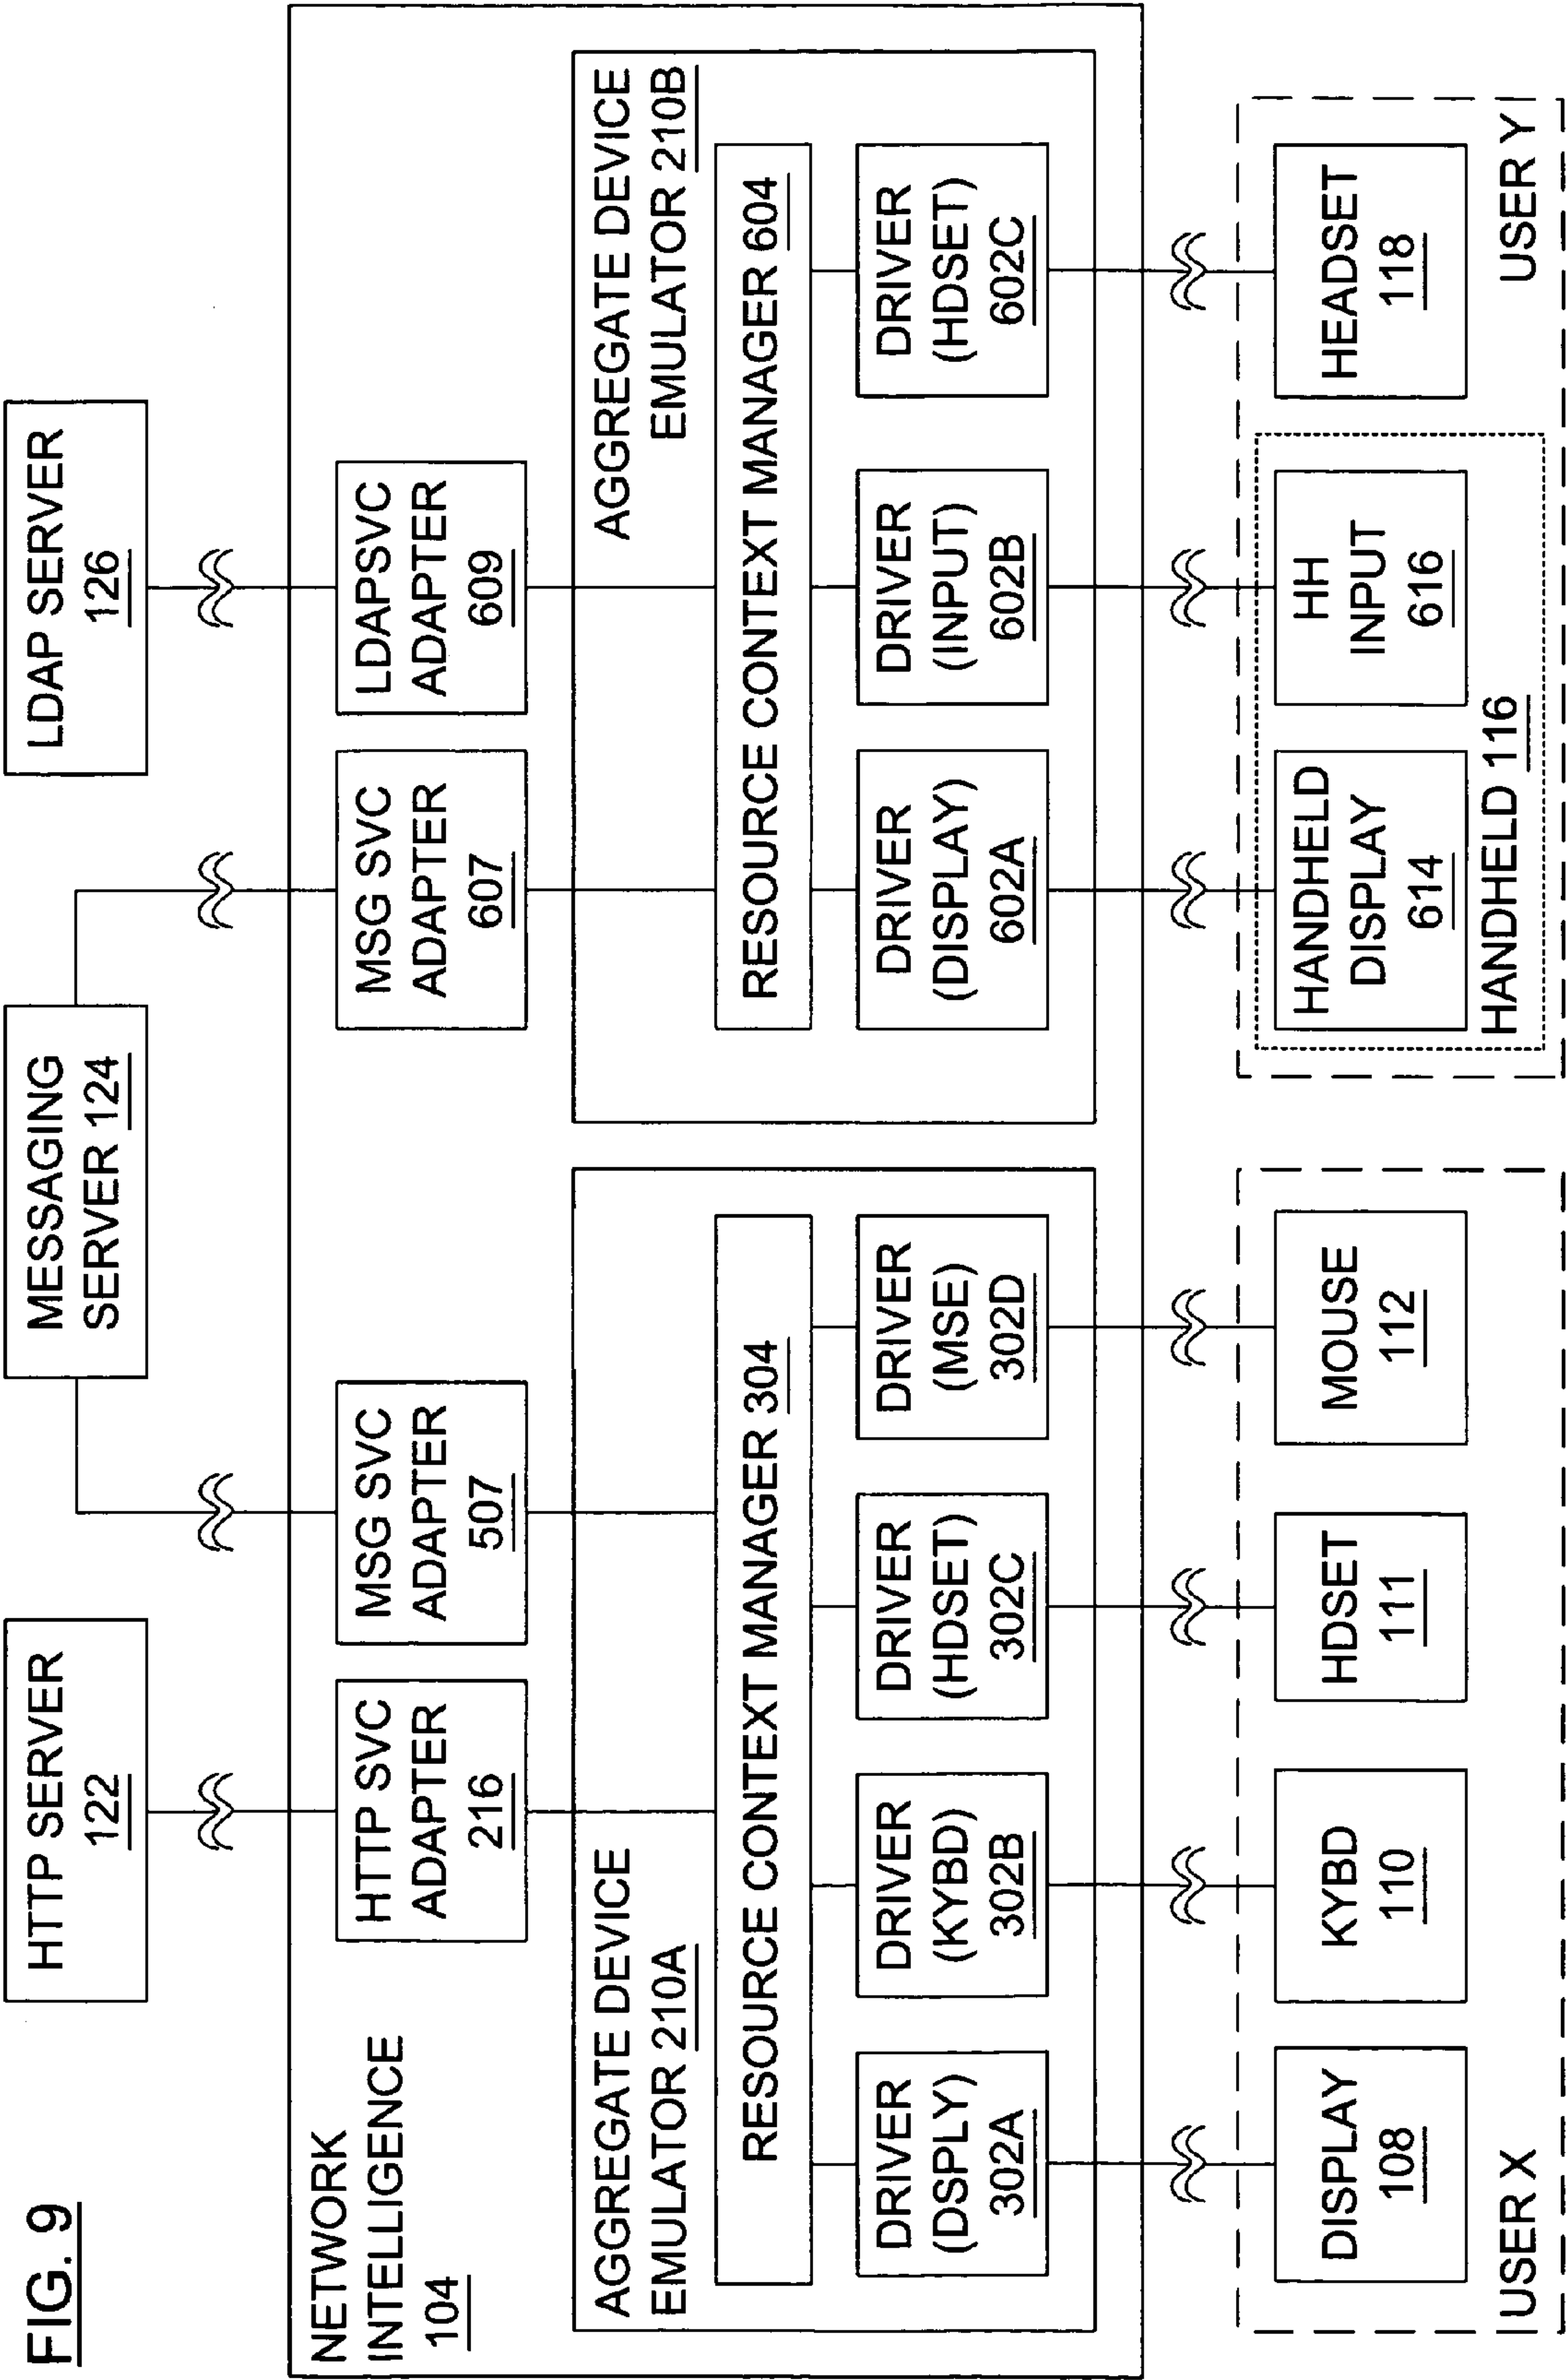 FIG. 9
HTTP SERVER
122
MESSAGING
SERVER 124
LDAP SERVER
126
NETWORK
INTELLIGENCE
104
HTTP SVC
ADAPTER
216
MSG SVC
ADAPTER
507
MSG SVC
ADAPTER
607
LDAPSVC
ADAPTER
609
AGGREGATE DEVICE
EMULATOR 210A
RESOURCE CONTEXT MANAGER 304
DRIVER
(DSPLY)
302A
DRIVER
(KYBD)
302B
DRIVER
(HDSET)
302C
DRIVER
(MSE)
302D
AGGREGATE DEVICE
EMULATOR 210B
RESOURCE CONTEXT MANAGER 604
DRIVER
(DISPLAY)
602A
DRIVER
(INPUT)
602B
DRIVER
(HDSET)
602C
DISPLAY
108
KYBD
110
HDSET
111
MOUSE
112
USER X
HANDHELD
DISPLAY
614
HH
INPUT
616
HANDHELD 116
HEADSET
118
USER Y